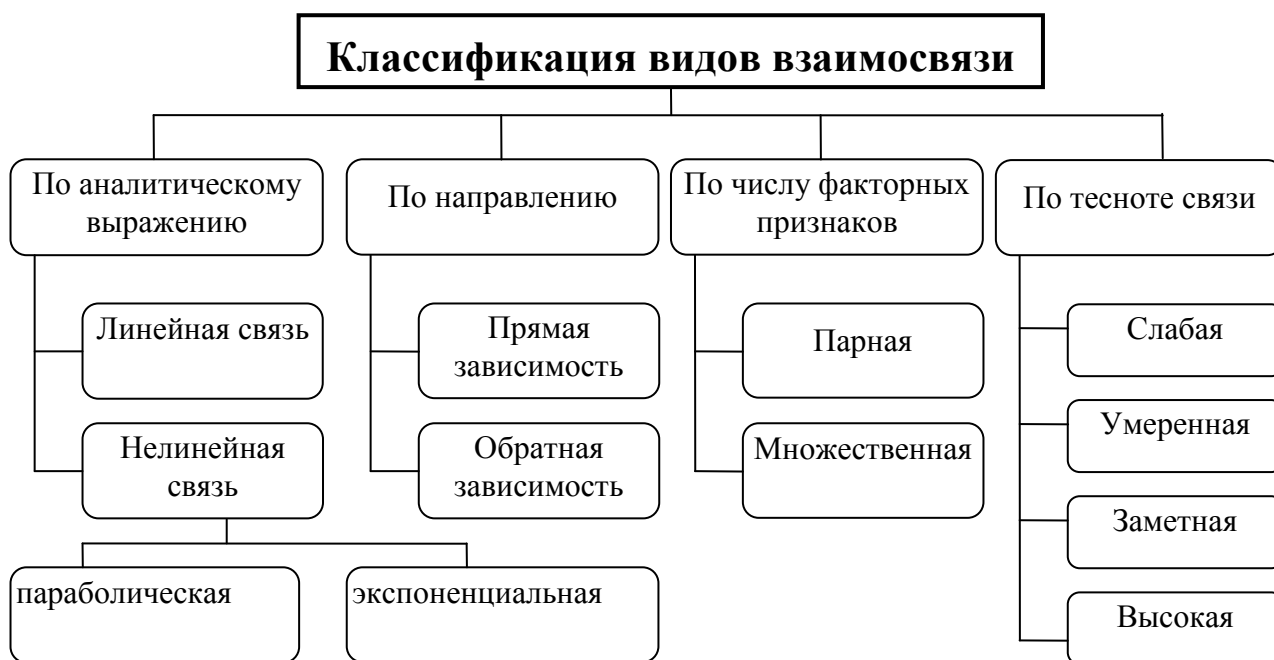 Классификация видов взаимосвязи
По аналитическому
выражению
По направлению
По числу факторных
признаков
По тесноте связи
Линейная связь
Нелинейная
связь
параболическая
экспоненциальная
Прямая
зависимость
Обратная
зависимость
Парная
Множественная
Слабая
Умеренная
Заметная
Высокая